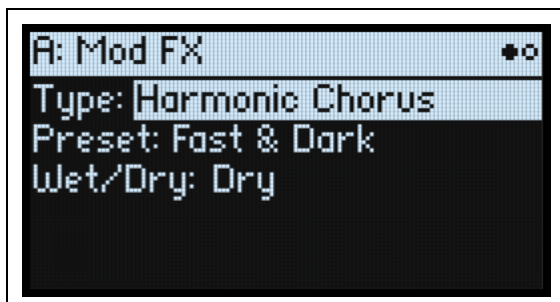 A: Mod FX
Type: Harmonic Chorus
Preset: Fast & Dark
Wet/Dry: Dry